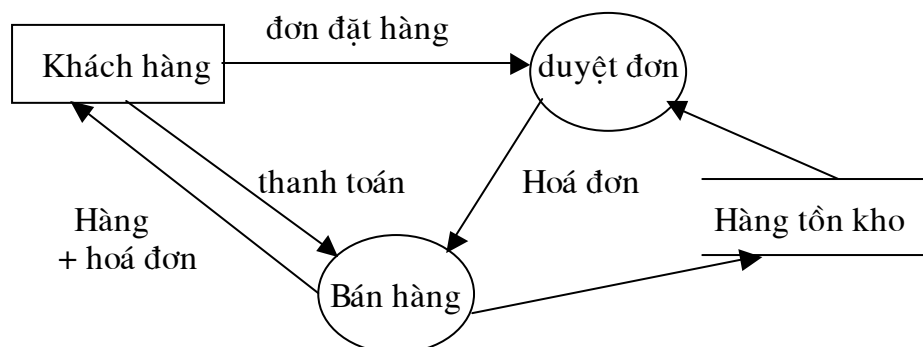 đơn đặt hàng
Khách hàng
duyệt đơn
thanh toán
Hoá đơn
Hàng
+ hoá đơn
Hàng tồn kho
Bán hàng